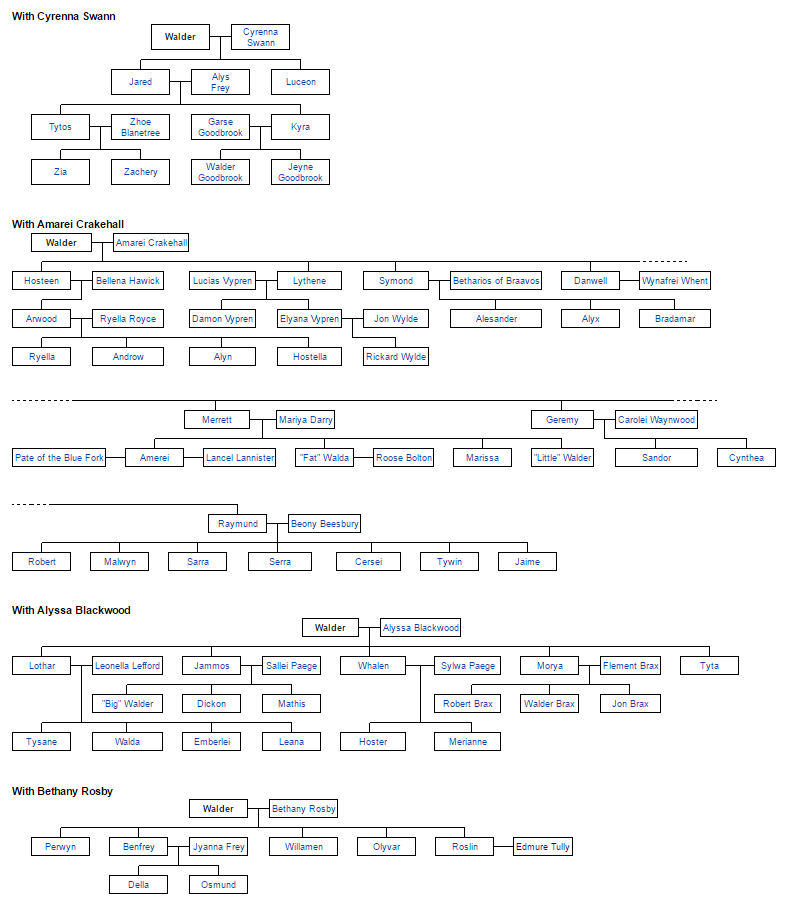 With Cyrenna Swann
Walder
Cyrenna
Swann
Jared
Alys
Frey
Luceon
Tytos
Zhoe
Blanetree
Garse
Goodbrook
Kyra
Zia
Zachery
Walder
Goodbrook
Jeyne
Goodbrook
With Amarei Crakehall
Walder
Amarei Crakehall
Hosteen
Bellena Hawick
Lucias Vypren
Lythene
Symond
Betharios of Braavos
Danwell
Wynafrei Whent
Arwood
Ryella Royce
Damon Vypren
Elyana Vypren
Jon Wylde
Alesander
Alyx
Bradamar
Ryella
Androw
Alyn
Hostella
Rickard Wylde
Merrett
Mariya Darry
Geremy
Carolei Waynwood
Pate of the Blue Fork
Amerei
Lancel Lannister
"Fat" Walda
Roose Bolton
Marissa
"Little" Walder
Sandor
Cynthea
Raymund
Beony Beesbury
Robert
Malwyn
Sarra
Serra
Cersei
Tywin
Jaime
With Alyssa Blackwood
Walder
Alyssa Blackwood
Lothar
Leonella Lefford
Jammos
Sallei Paege
Whalen
Sylwa Paege
Morya
Flement Brax
Tyta
"Big" Walder
Dickon
Mathis
Robert Brax
Walder Brax
Jon Brax
Tysane
Walda
Emberlei
Leana
Hoster
Merianne
With Bethany Rosby
Walder
Bethany Rosby
Perwyn
Benfrey
Jyanna Frey
Willamen
Olyvar
Roslin
Edmure Tully
Della
Osmund